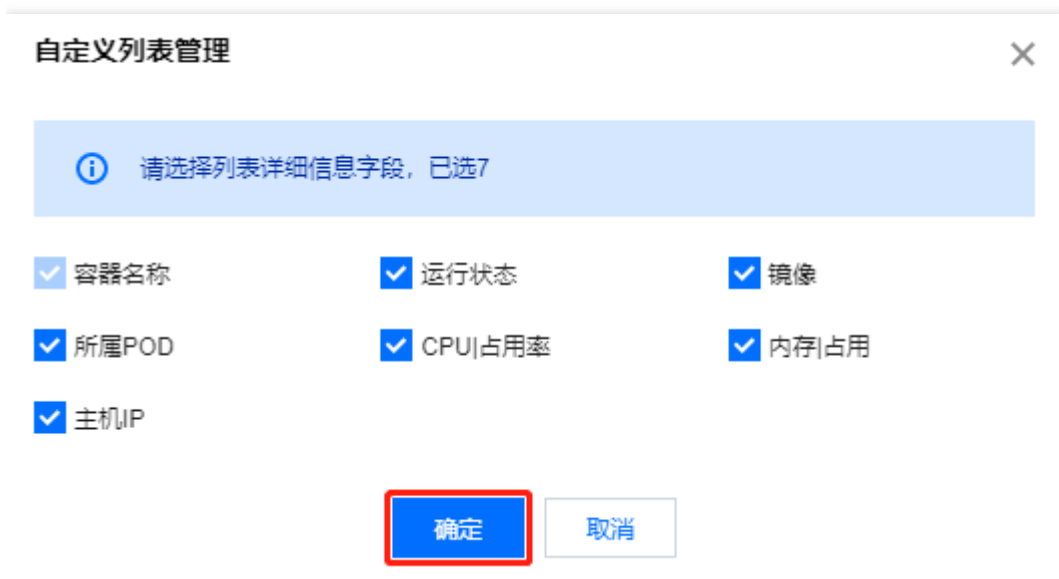 自定义列表管理
请选择列表详细信息字段，已选7
容器名称 运行状态 镜像
所属POD CPU|占用率 内存|占用
主机IP
确定 取消